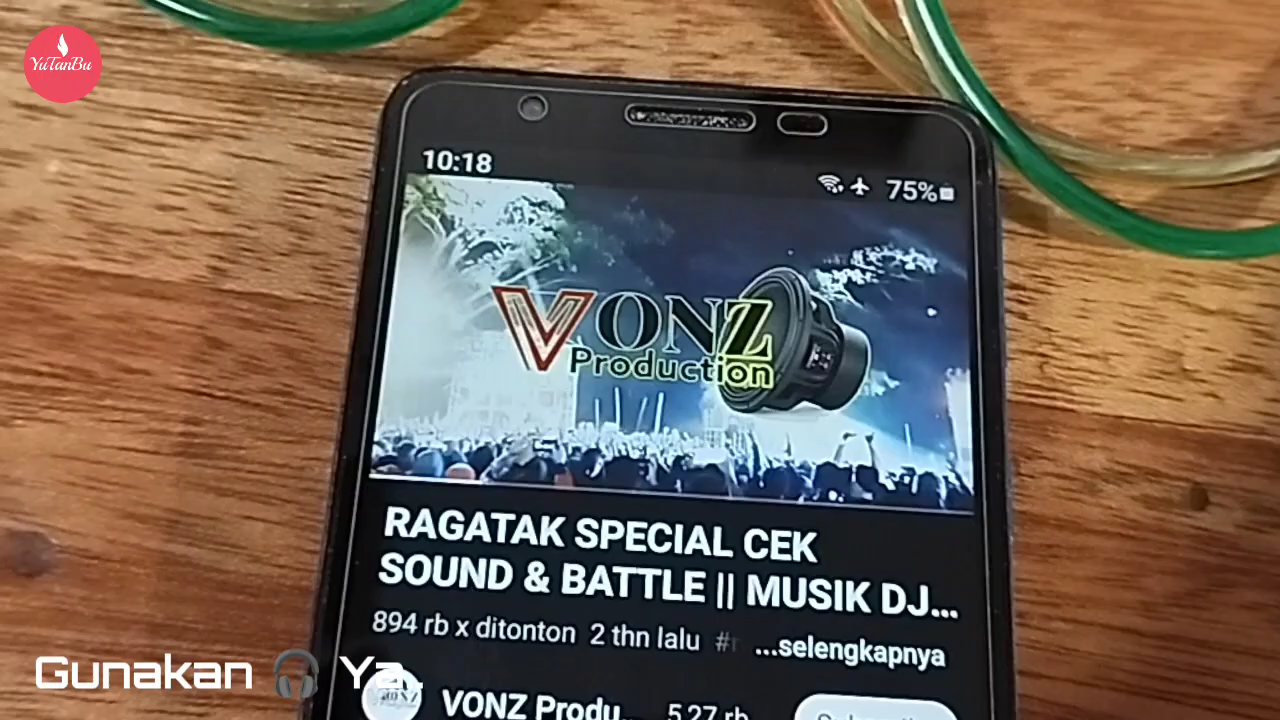 YuTanBu
10:18
75%
VONZ
Production
RAGATAK SPECIAL CEK
SOUND & BATTLE || MUSIK DJ...
894 rb x ditonton 2 thn lalu ...selengkapnya
Gunakan 🎧 Ya..
VONZ Produ... 5,27 rb